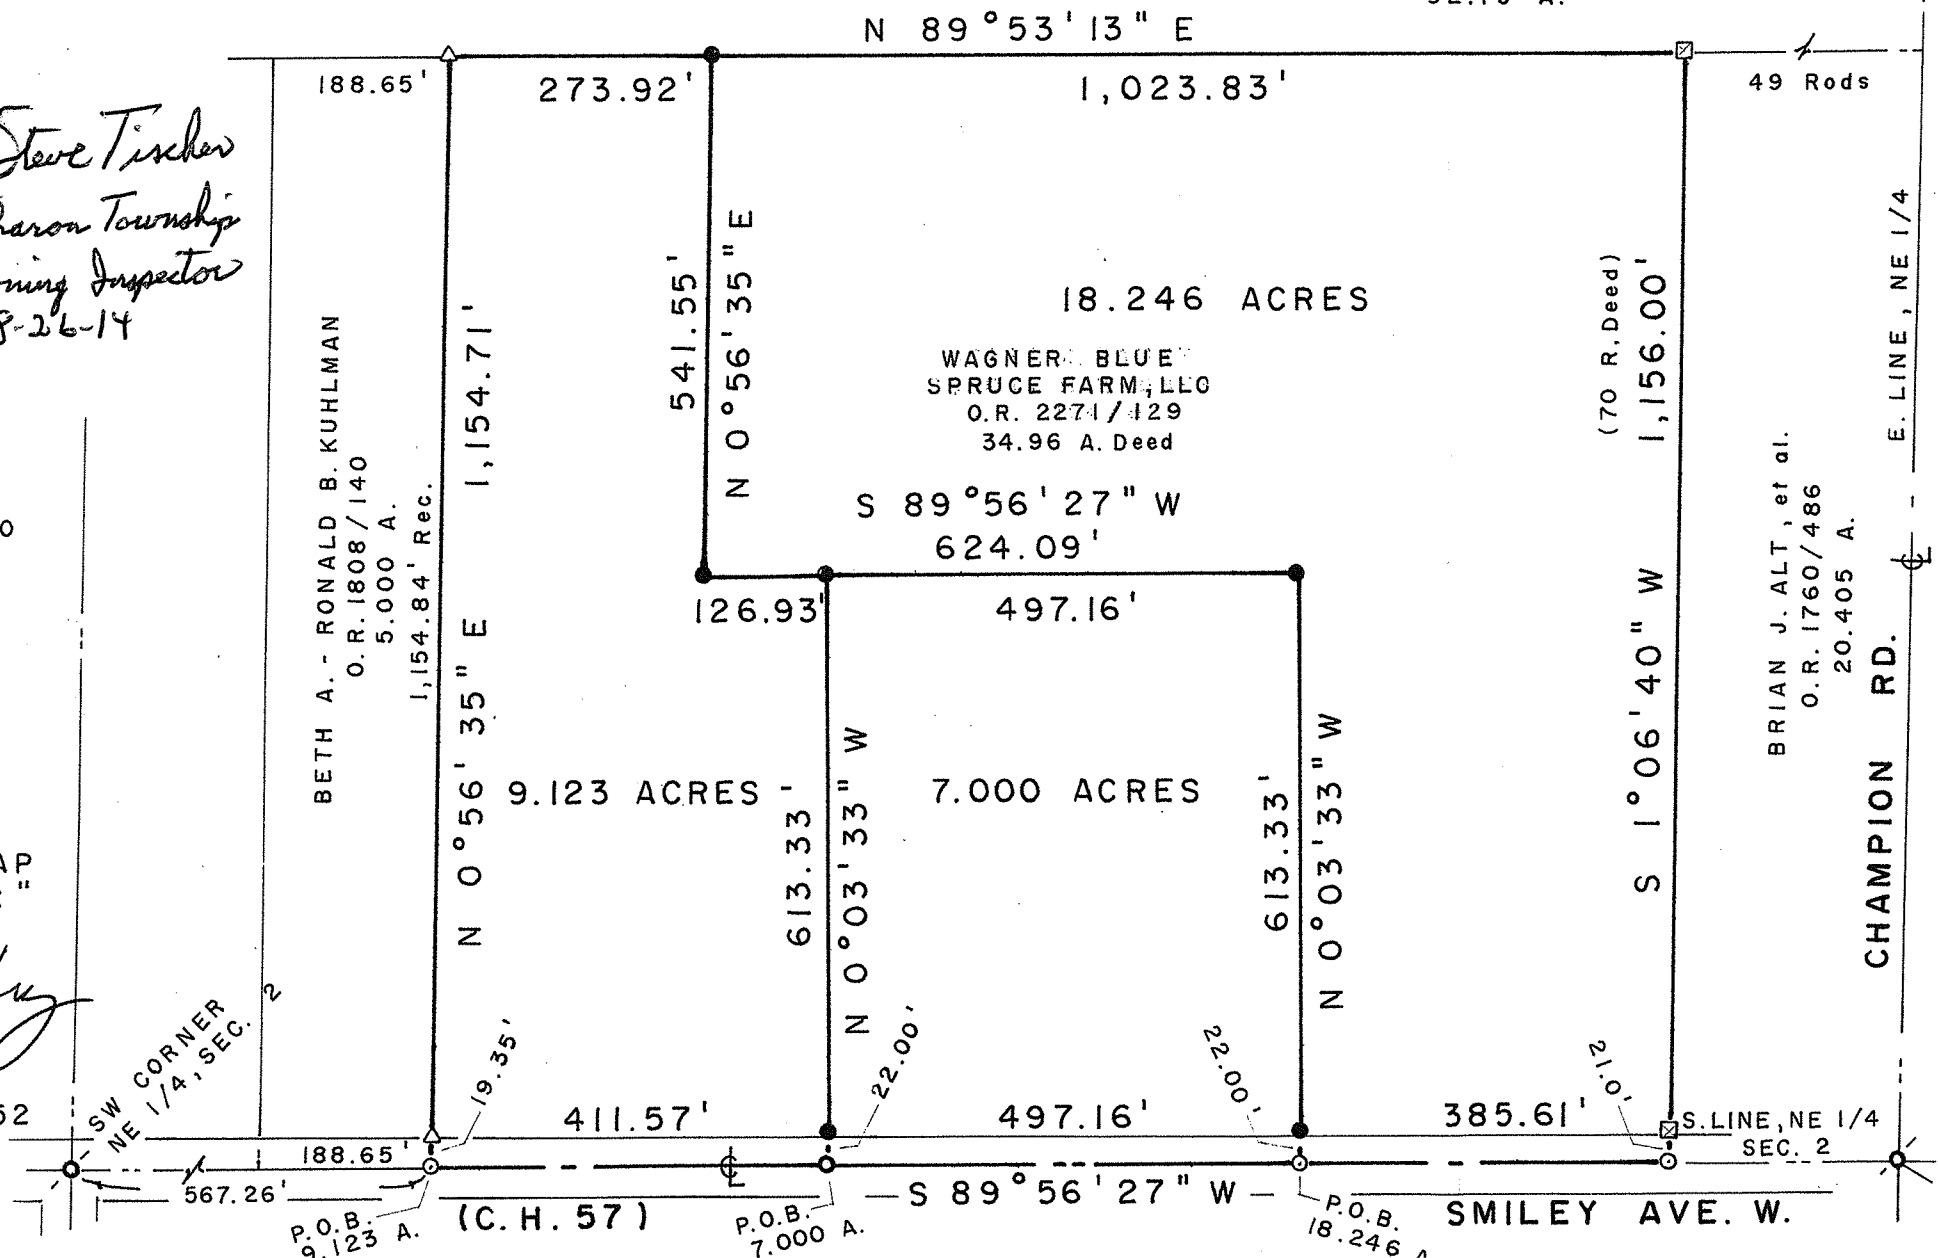 N 89°53'13" E
188.65'
273.92'
1,023.83'
49 Rods
Steve Tischer
Township
Inspector
8-26-14
541.55'
N 0°56'35" E
18.246 ACRES
WAGNER BLUE
SPRUCE FARM, LLC
O.R. 2271/129
34.96 A. Deed
S 89°56'27" W
624.09'
126.93'
497.16'
1,154.71'
N 0°56'35" E
BETH A. - RONALD B. KUHLMAN
O.R. 1808/140
5.000 A.
1,154.84' Rec.
(70 R. Deed)
1,156.00'
S 1°06'40" W
E. LINE, NE 1/4
BRIAN J. ALT, et al.
O.R. 1760/486
20.405 A.
CHAMPION RD.
9.123 ACRES
613.33'
N 0°03'33" W
7.000 ACRES
613.33'
N 0°03'33" W
SW CORNER
NE 1/4, SEC. 2
19.35'
22.00'
22.00'
21.0'
411.57'
497.16'
385.61'
S. LINE, NE 1/4
SEC. 2
188.65'
567.26'
S 89°56'27" W
P.O.B.
9.123 A.
(C.H. 57)
P.O.B.
7.000 A.
P.O.B.
18.246 A
SMILEY AVE. W.